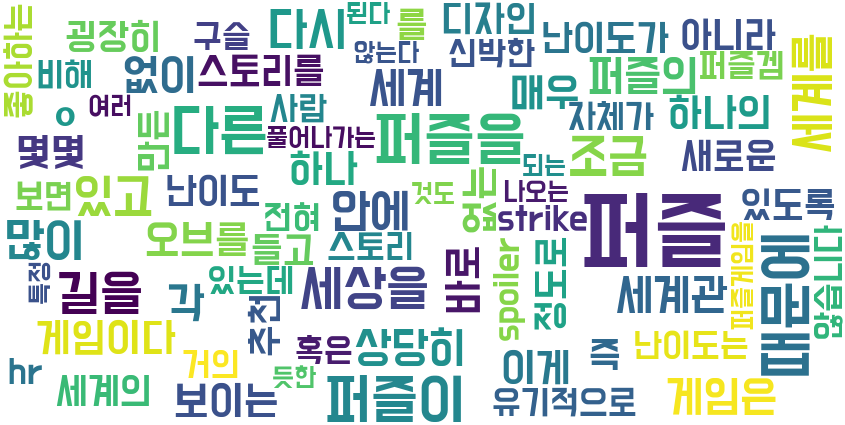 좋아하는
굉장히
비해
여러
구슬
없이
다시
된다
를
않는다
스토리를
디자인
신박한
난이도가
아니라
퍼즐의
퍼즐겜
세계를
세계
매우
자체가
하나의
o
몇몇
만든
다른
사람
풀어나가는
퍼즐을
조금
새로운
보면
있고
난이도
하나
되는
것도
나오는
없는
strike
퍼즐
있도록
안에
전혀
많이
오브를
들고
스토리
바로
spoiler
정도로
퍼즐게임을
때문에
않습니다
특정
길을
각
있는데
세상을
세계관
추천
게임이다
거의
혹은
상당히
이게
즉
난이도는
hr
세계의
보이는
듯한
퍼즐이
유기적으로
게임은